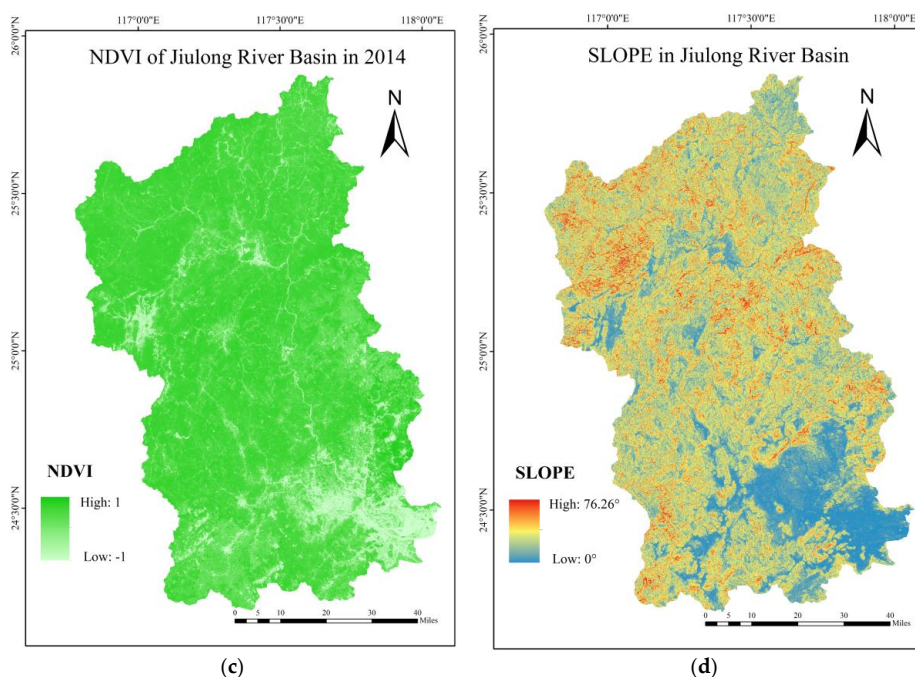 117°0'0"E 117°30'0"E 118°0'0"E
NDVI of Jiulong River Basin in 2014
N
26°0'0"N
25°30'0"N
25°0'0"N
24°30'0"N
NDVI
High: 1
Low: -1
0 5 10 20 30 40
Miles
(c)
117°0'0"E 117°30'0"E 118°0'0"E
SLOPE in Jiulong River Basin
N
26°0'0"N
25°30'0"N
25°0'0"N
24°30'0"N
SLOPE
High: 76.26°
Low: 0°
0 5 10 20 30 40
Miles
(d)